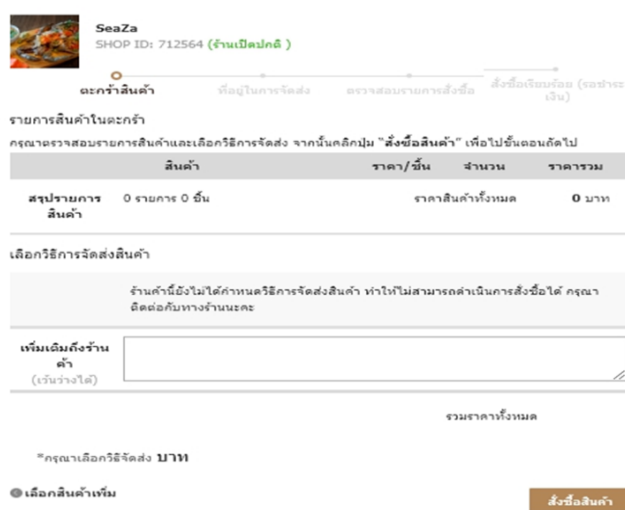 SeaZa
SHOP ID: 712564 (ร้านเปิดปกติ )
ตะกร้าสินค้า ที่อยู่ในการจัดส่ง ตรวจสอบรายการสั่งซื้อ สั่งซื้อเรียบร้อย (รอชำระ
เงิน)
รายการสินค้าในตะกร้า
กรุณาตรวจสอบรายการสินค้าและเลือกวิธีการจัดส่ง จากนั้นคลิกปุ่ม "สั่งซื้อสินค้า" เพื่อไปขั้นตอนถัดไป
สินค้า ราคา/ชิ้น จำนวน ราคารวม
สรุปรายการ 0 รายการ 0 ชิ้น ราคาสินค้าทั้งหมด 0 บาท
สินค้า
เลือกวิธีการจัดส่งสินค้า
ร้านค้านี้ยังไม่ได้กำหนดวิธีการจัดส่งสินค้า ทำให้ไม่สามารถดำเนินการสั่งซื้อได้ กรุณา
ติดต่อกับทางร้านนะคะ
เพิ่มเติมถึงร้าน
ค้า
(เว้นว่างได้)
รวมราคาทั้งหมด
*กรุณาเลือกวิธีจัดส่ง บาท
เลือกสินค้าเพิ่ม
สั่งซื้อสินค้า